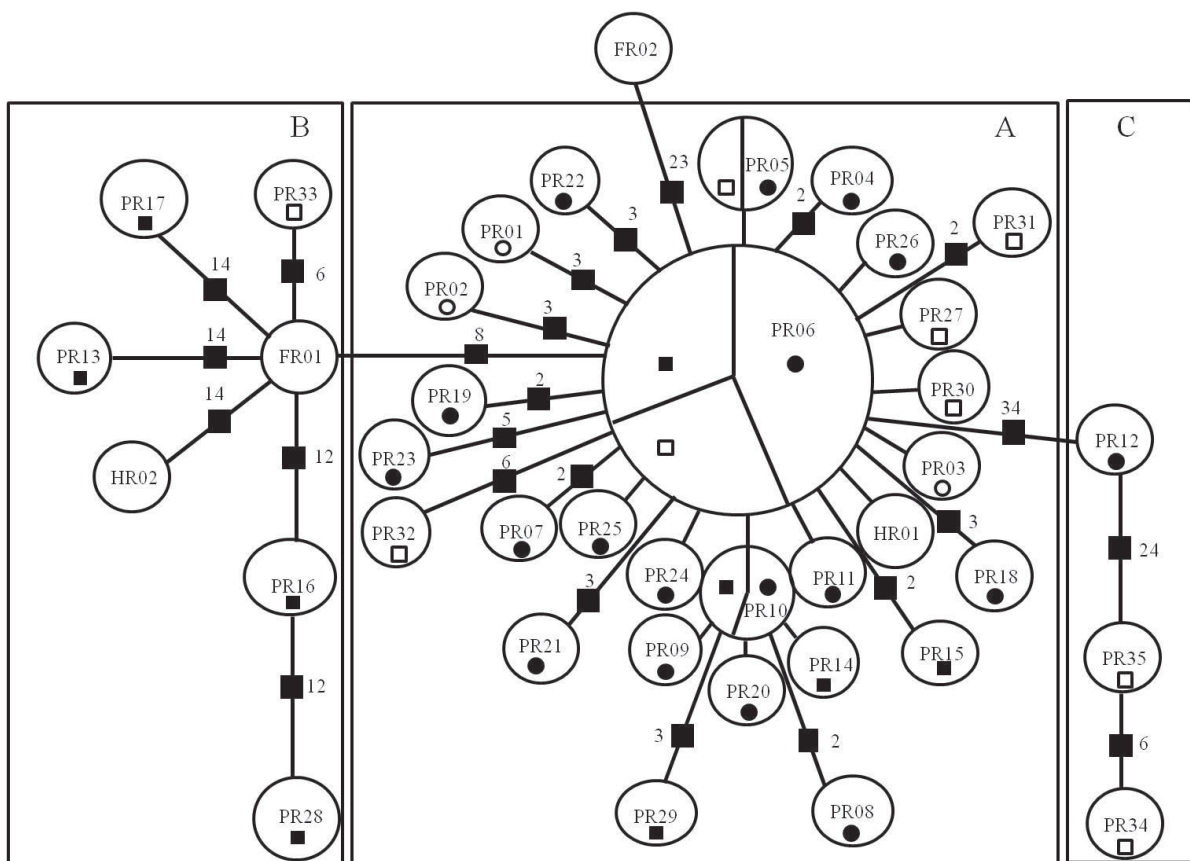 FR02
B
A
C
PR17
PR33
PR22
23
PR05
PR04
2
PR31
2
3
PR01
PR26
3
PR02
14
6
3
PR06
PR27
8
PR13
14
FR01
PR30
14
PR19
2
34
PR12
5
PR23
12
HR02
6
PR03
2
PR32
PR07
PR25
HR01
3
24
PR16
3
PR24
PR10
PR11
2
PR18
PR21
PR09
PR14
PR15
PR35
12
PR20
3
2
6
PR28
PR29
PR08
PR34